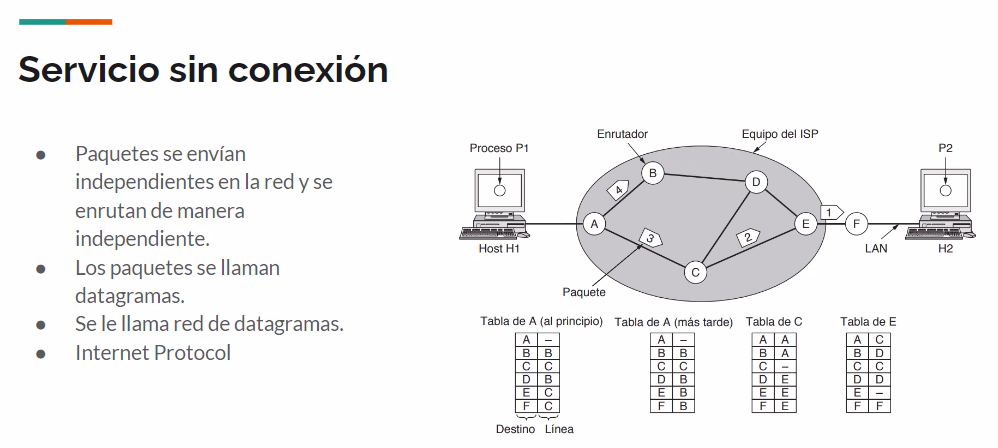 Servicio sin conexión
● Paquetes se envían
independientes en la red y se
enrutan de manera
independiente.
● Los paquetes se llaman
datagramas.
● Se le llama red de datagramas.
● Internet Protocol
Enrutador
Equipo del ISP
Proceso P1
P2
B
D
4
1
A
3
2
E
F
C
Host H1
LAN
H2
Paquete
Tabla de A (al principio)
A –
B B
C C
D B
E C
F C
Destino Línea
Tabla de A (más tarde)
A –
B B
C C
D B
E B
F B
Tabla de C
A A
B A
C –
D E
E E
F E
Tabla de E
A C
B D
C C
D D
E –
F F